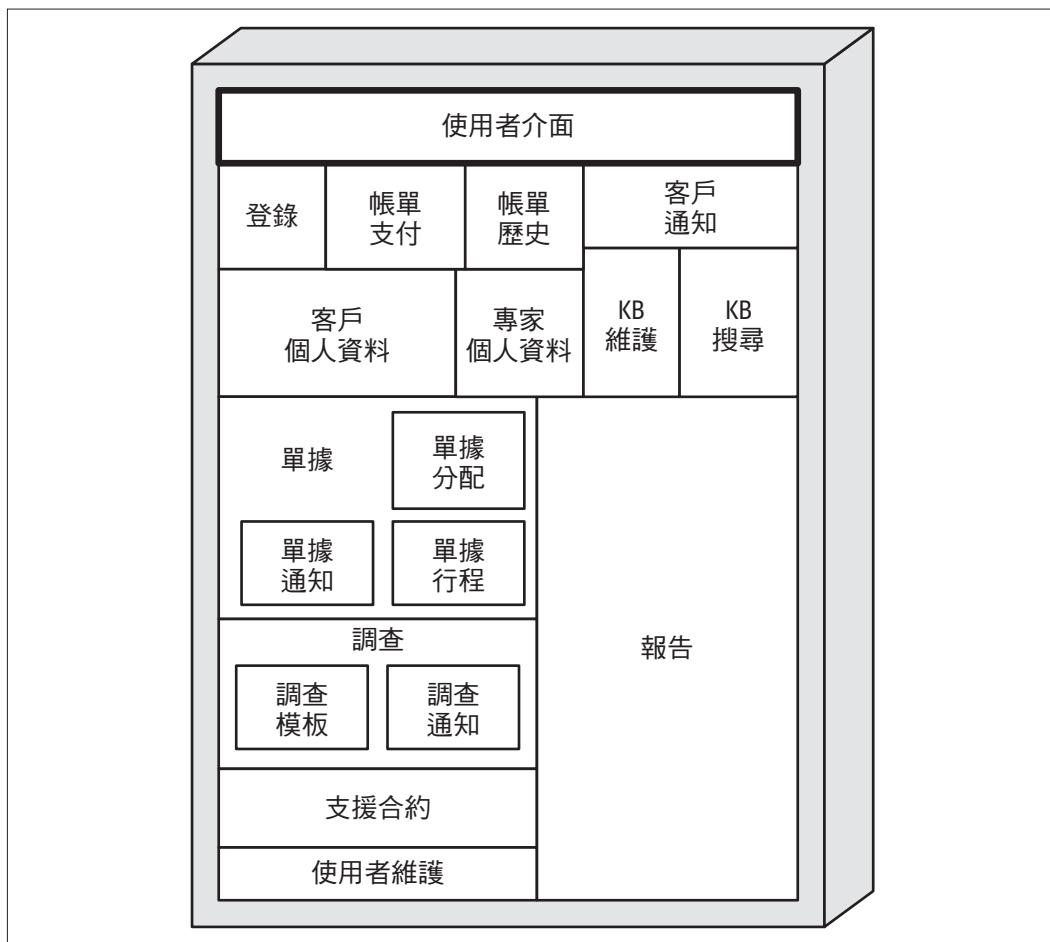 使用者介面
登錄
帳單
支付
帳單
歷史
客戶
通知
客戶
個人資料
專家
個人資料
KB
維護
KB
搜尋
單據
單據
分配
單據
通知
單據
行程
調查
調查
模板
調查
通知
報告
支援合約
使用者維護